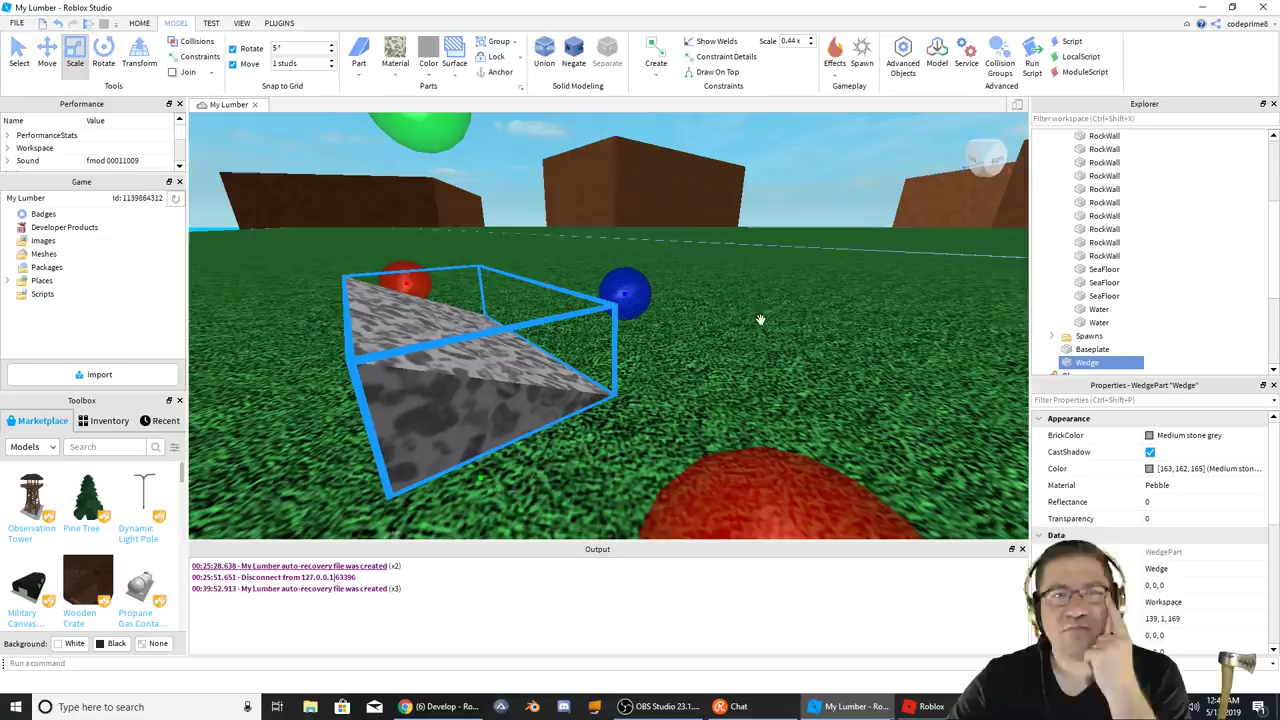 My Lumber - Roblox Studio
FILE HOME MODEL TEST VIEW PLUGINS codeprime8
Select Move Scale Rotate Transform
Collisions
Constraints
Join
Tools
Rotate 5°
Move 1 studs
Snap to Grid
Part Material Color Surface
Group
Lock
Anchor
Parts
Union Negate Separate
Solid Modeling
Create
Show Welds Scale 0.44 x
Constraint Details
Draw On Top
Constraints
Effects Spawn
Gameplay
Advanced Objects Model Service Collision Groups Run Script
Script
LocalScript
ModuleScript
Advanced
Performance
Name Value
PerformanceStats
Workspace
Sound fmod 00011009
Game
My Lumber Id: 1139864312
Badges
Developer Products
Images
Meshes
Packages
Places
Scripts
Import
Toolbox
Marketplace Inventory Recent
Models Search
Observation Tower
Pine Tree
Dynamic Light Pole
Military Canvas...
Wooden Crate
Propane Gas Conta...
Background: White Black None
My Lumber
Output
00:25:28.638 - My Lumber auto-recovery file was created (x2)
00:25:51.651 - Disconnect from 127.0.0.1|63396
00:39:52.913 - My Lumber auto-recovery file was created (x3)
Run a command
Explorer
Filter workspace (Ctrl+Shift+X)
RockWall
RockWall
RockWall
RockWall
RockWall
RockWall
RockWall
RockWall
RockWall
RockWall
SeaFloor
SeaFloor
SeaFloor
Water
Water
Spawns
Baseplate
Wedge
Properties - WedgePart "Wedge"
Filter Properties (Ctrl+Shift+P)
Appearance
BrickColor Medium stone grey
CastShadow
Color [163, 162, 165] (Medium ston...
Material Pebble
Reflectance 0
Transparency 0
Data
WedgePart
Wedge
0, 0, 0
Workspace
139, 1, 169
0, 0, 0
Type here to search
(6) Develop - Ro...
OBS Studio 23.1....
Chat
My Lumber - Ro...
Roblox